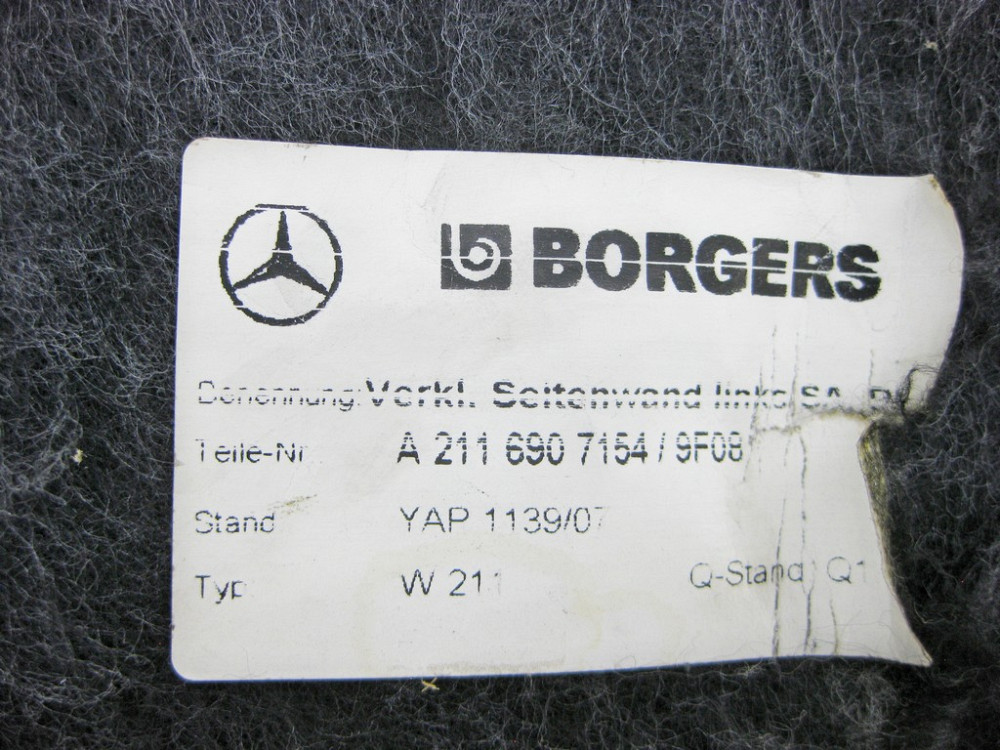 BORGERS
Benennung: Verkl. Seitenwand links SA
Teile-Nr A 211 690 7154 / 9F08
Stand YAP 1139/07
Typ W 211 Q-Stand Q1